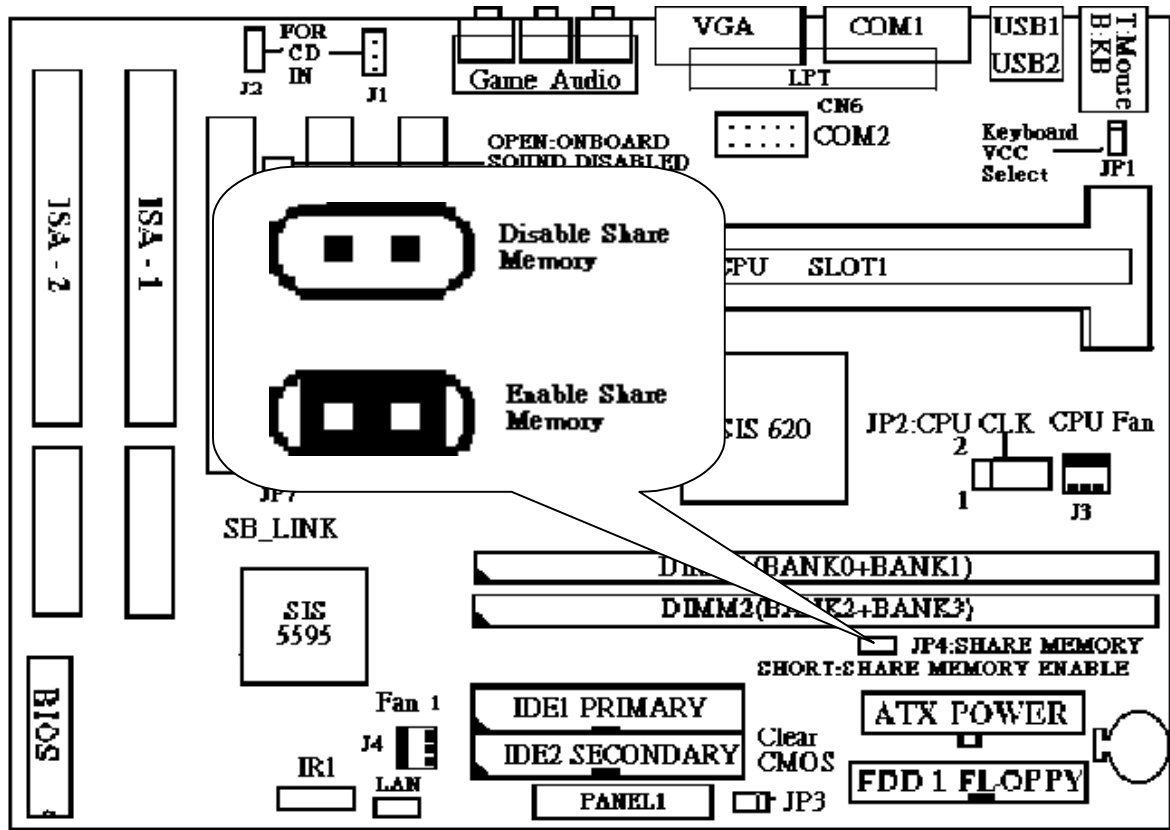 FOR
CD
IN
J2
J1
Game Audio
VGA
COM1
LPT
USB1
USB2
T:Mouse
B:KB
CN6
COM2
Keyboard
VCC
Select
JP1
OPEN:ONBOARD
SOUND DISABLED
ISA - 2
ISA - 1
Disable Share
Memory
Enable Share
Memory
SLOT1
620
JP2:CPU CLK
CPU Fan
2
1
J3
JP7
SB_LINK
SIS
5595
(BANK0+BANK1)
DIMM2(BANK2+BANK3)
JP4:SHARE MEMORY
SHORT:SHARE MEMORY ENABLE
BIOS
Fan 1
J4
IR1
LAN
IDE1 PRIMARY
IDE2 SECONDARY
PANEL1
Clear
CMOS
JP3
ATX POWER
FDD 1 FLOPPY